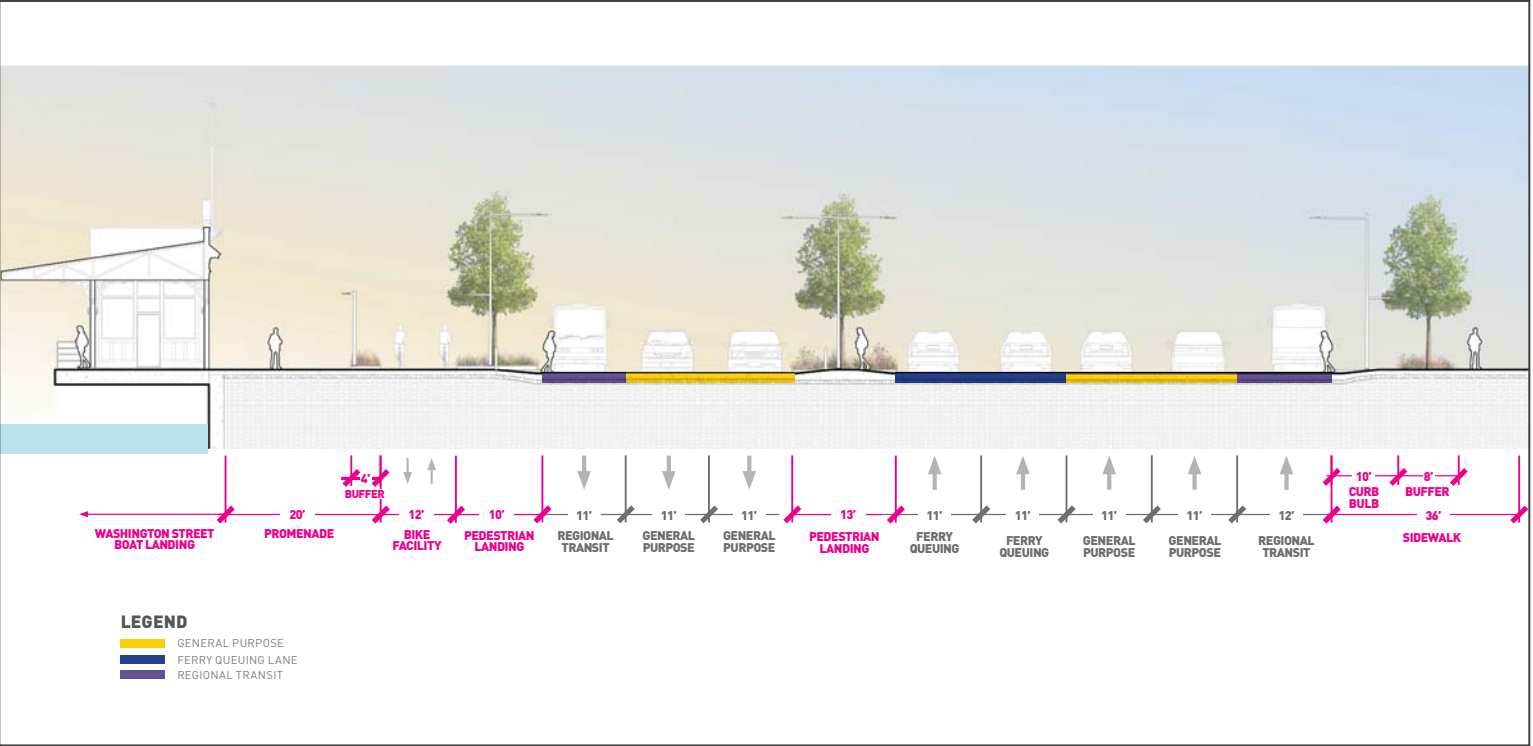 4'
BUFFER
10'
CURB
BULB
8'
BUFFER
20'
12'
10'
11'
11'
11'
13'
11'
11'
11'
11'
12'
36'
WASHINGTON STREET
BOAT LANDING
PROMENADE
BIKE
FACILITY
PEDESTRIAN
LANDING
REGIONAL
TRANSIT
GENERAL
PURPOSE
GENERAL
PURPOSE
PEDESTRIAN
LANDING
FERRY
QUEUING
FERRY
QUEUING
GENERAL
PURPOSE
GENERAL
PURPOSE
REGIONAL
TRANSIT
SIDEWALK
LEGEND
GENERAL PURPOSE
FERRY QUEUING LANE
REGIONAL TRANSIT